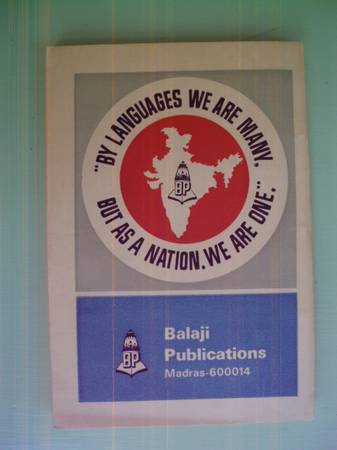 "BY LANGUAGES WE ARE MANY,
BUT AS A NATION, WE ARE ONE."
BP
BP
Balaji
Publications
Madras-600014